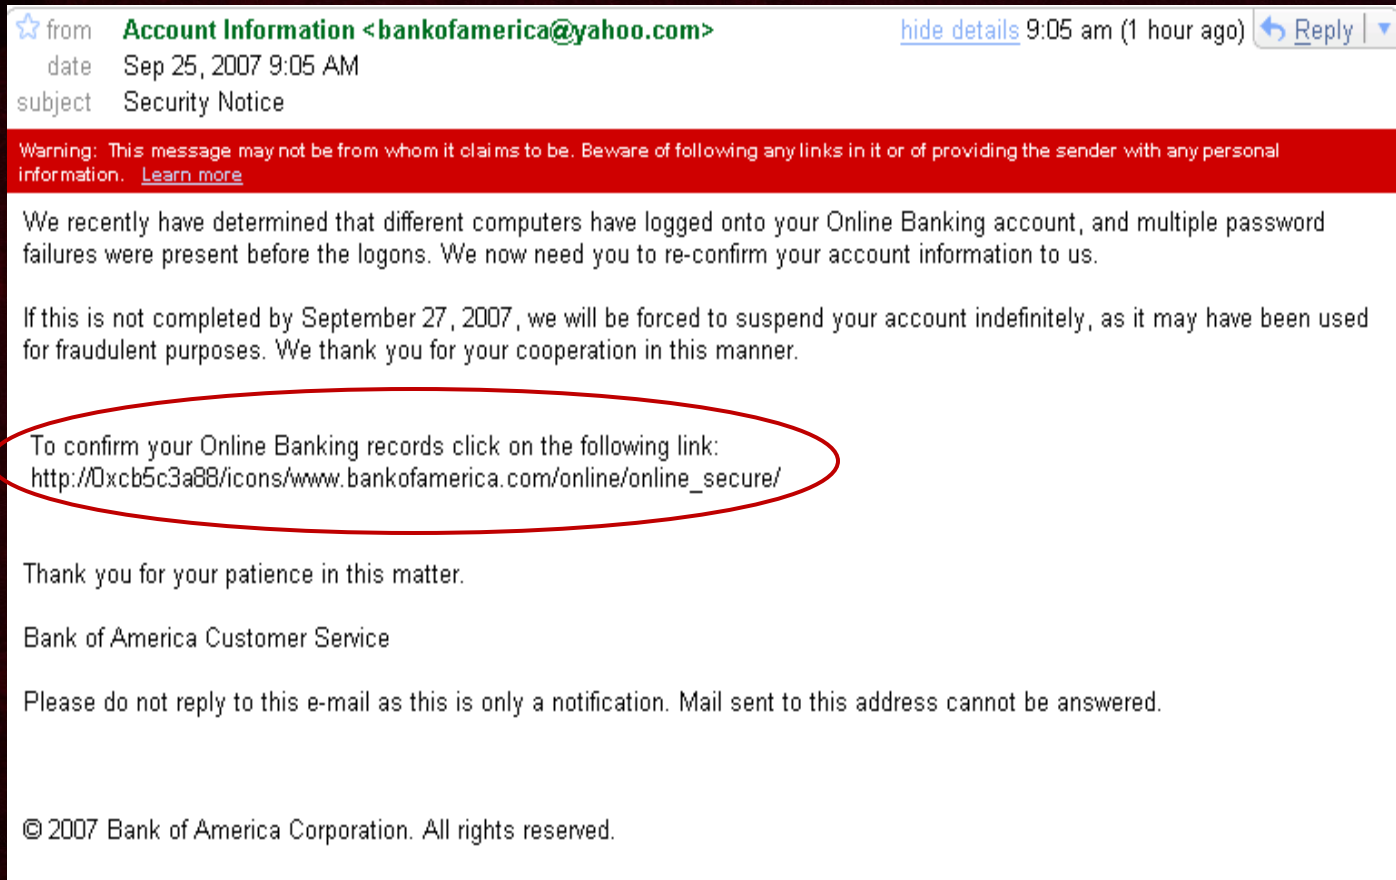 from Account Information <bankofamerica@yahoo.com> hide details 9:05 am (1 hour ago) Reply
date Sep 25, 2007 9:05 AM
subject Security Notice
Warning: This message may not be from whom it claims to be. Beware of following any links in it or of providing the sender with any personal
information. Learn more
We recently have determined that different computers have logged onto your Online Banking account, and multiple password
failures were present before the logons. We now need you to re-confirm your account information to us.
If this is not completed by September 27, 2007, we will be forced to suspend your account indefinitely, as it may have been used
for fraudulent purposes. We thank you for your cooperation in this manner.
To confirm your Online Banking records click on the following link:
http://0xcb5c3a88/icons/www.bankofamerica.com/online/online_secure/
Thank you for your patience in this matter.
Bank of America Customer Service
Please do not reply to this e-mail as this is only a notification. Mail sent to this address cannot be answered.
© 2007 Bank of America Corporation. All rights reserved.